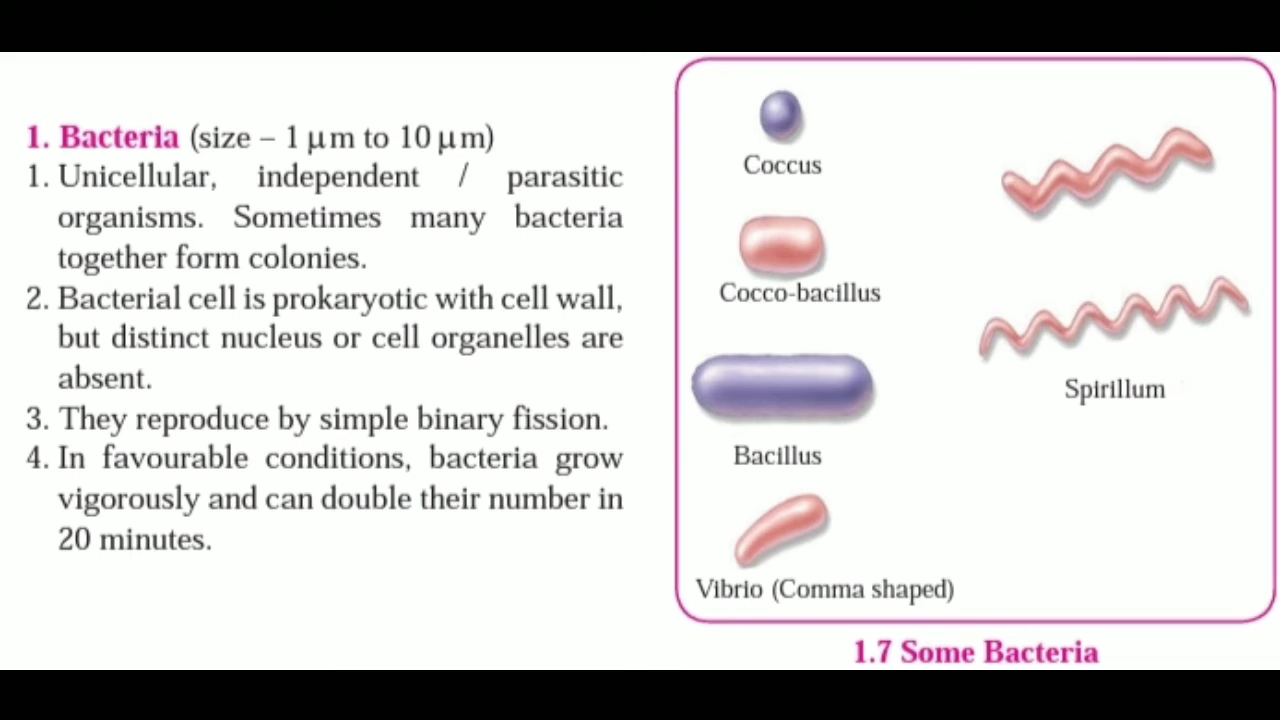 1. Bacteria (size – 1 μm to 10 μm)
1. Unicellular, independent / parasitic
organisms. Sometimes many bacteria
together form colonies.
2. Bacterial cell is prokaryotic with cell wall,
but distinct nucleus or cell organelles are
absent.
3. They reproduce by simple binary fission.
4. In favourable conditions, bacteria grow
vigorously and can double their number in
20 minutes.
Coccus
Cocco-bacillus
Bacillus
Vibrio (Comma shaped)
Spirillum
1.7 Some Bacteria